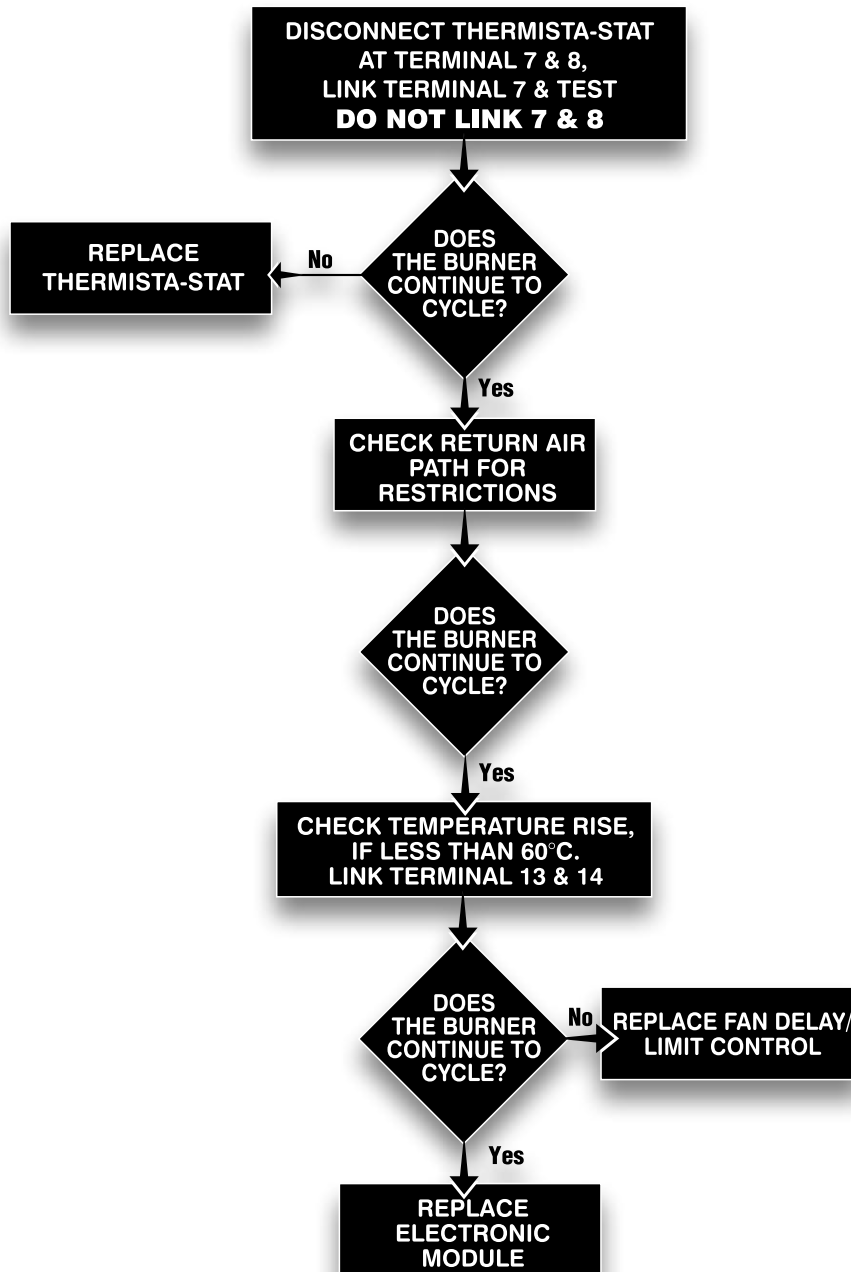 DISCONNECT THERMISTA-STAT
AT TERMINAL 7 & 8,
LINK TERMINAL 7 & TEST
DO NOT LINK 7 & 8
DOES
THE BURNER
CONTINUE TO
CYCLE?
No
REPLACE
THERMISTA-STAT
Yes
CHECK RETURN AIR
PATH FOR
RESTRICTIONS
DOES
THE BURNER
CONTINUE TO
CYCLE?
Yes
CHECK TEMPERATURE RISE,
IF LESS THAN 60°C.
LINK TERMINAL 13 & 14
DOES
THE BURNER
CONTINUE TO
CYCLE?
No
REPLACE FAN DELAY/
LIMIT CONTROL
Yes
REPLACE
ELECTRONIC
MODULE